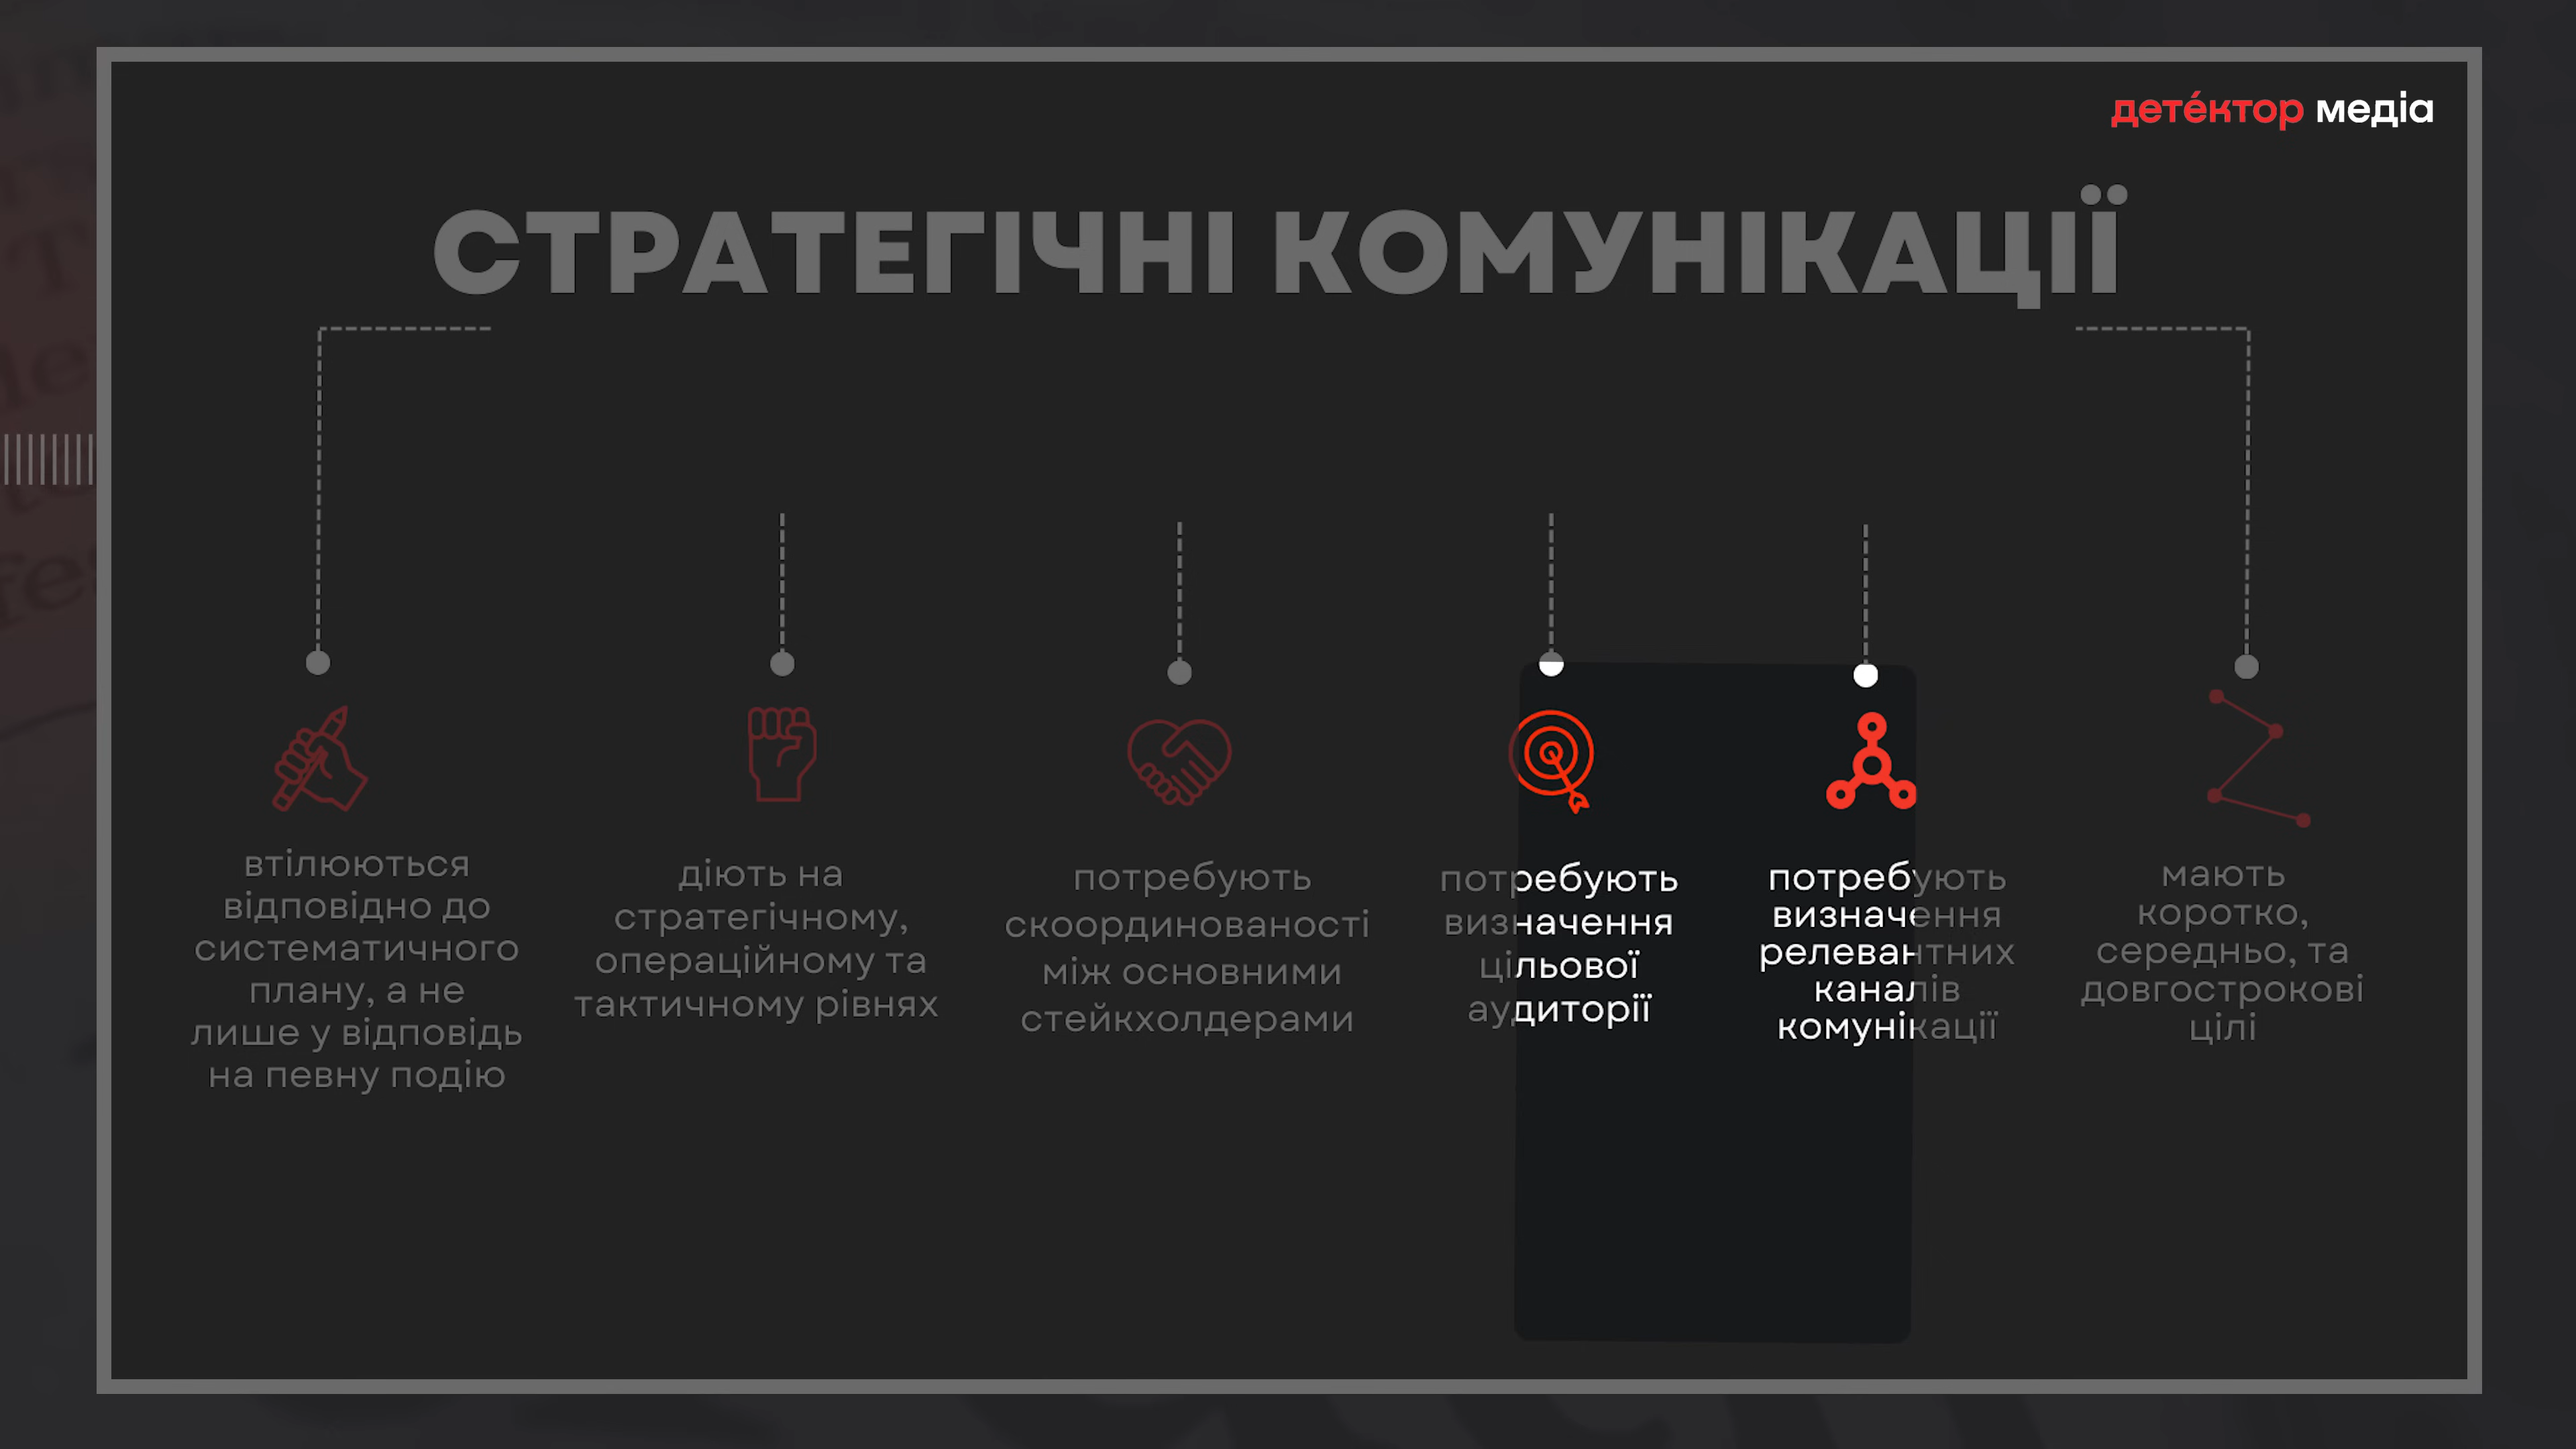 детéктор медіа
СТРАТЕГІЧНІ КОМУНІКАЦІЇ
втілюються
відповідно до
систематичного
плану, а не
лише у відповідь
на певну подію
діють на
стратегічному,
операційному та
тактичному рівнях
потребують
скоординованості
між основними
стейкхолдерами
потребують
визначення
цільової
аудиторії
потребують
визначення
релевантних
каналів
комунікації
мають
коротко,
середньо, та
довгострокові
цілі